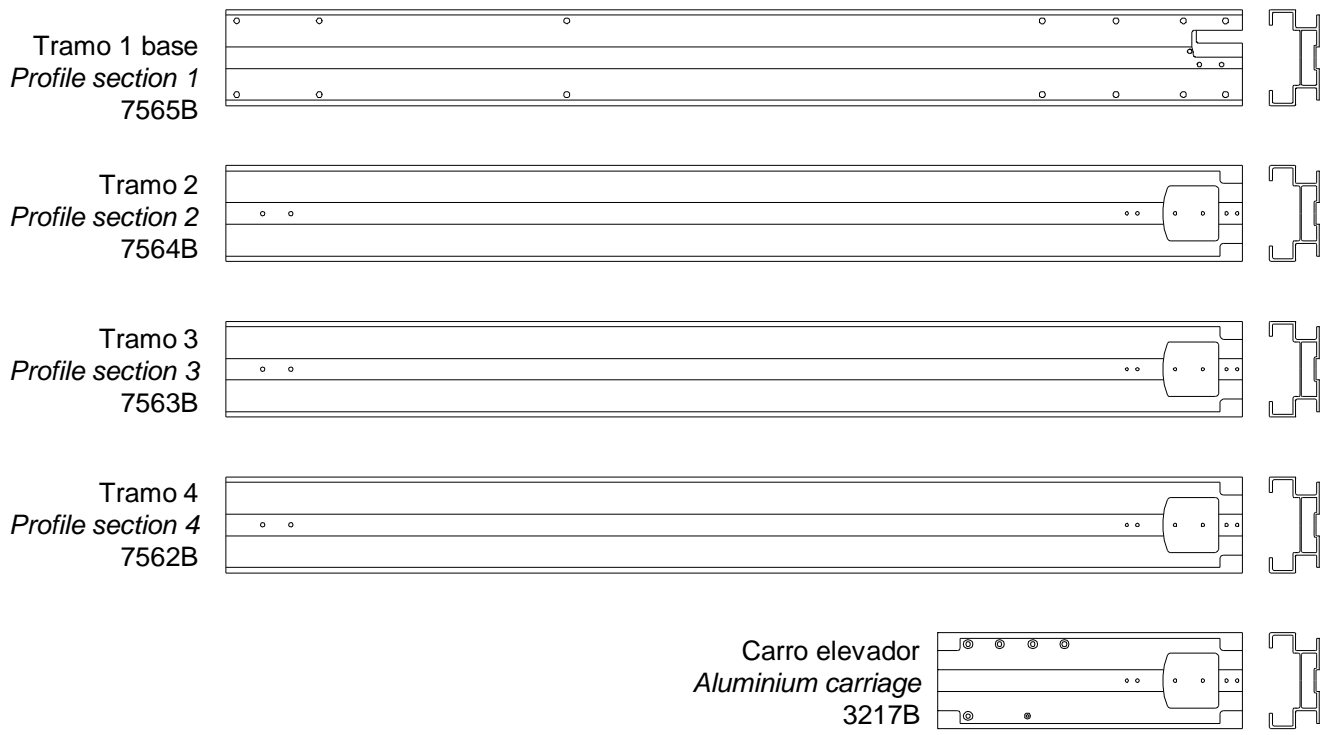 Tramo 1 base
Profile section 1
7565B
Tramo 2
Profile section 2
7564B
Tramo 3
Profile section 3
7563B
Tramo 4
Profile section 4
7562B
Carro elevador
Aluminium carriage
3217B